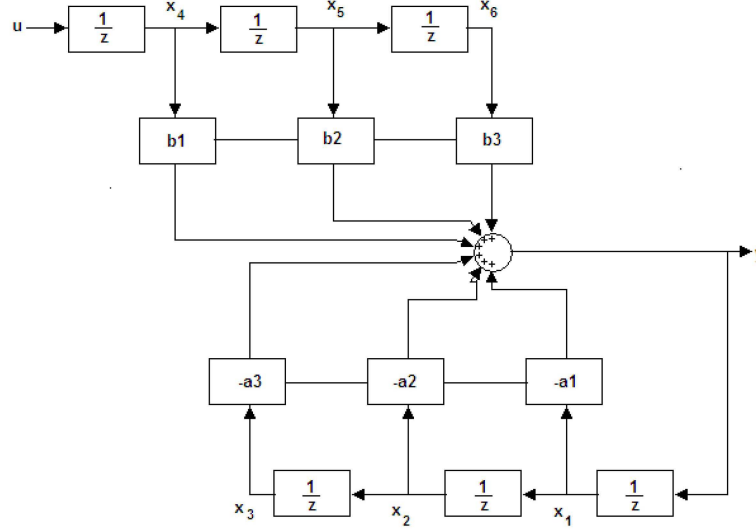 x4 x5 x6
u 1/z 1/z 1/z
b1 b2 b3
+ + + + + +
-a3 -a2 -a1
1/z 1/z 1/z
x3 x2 x1